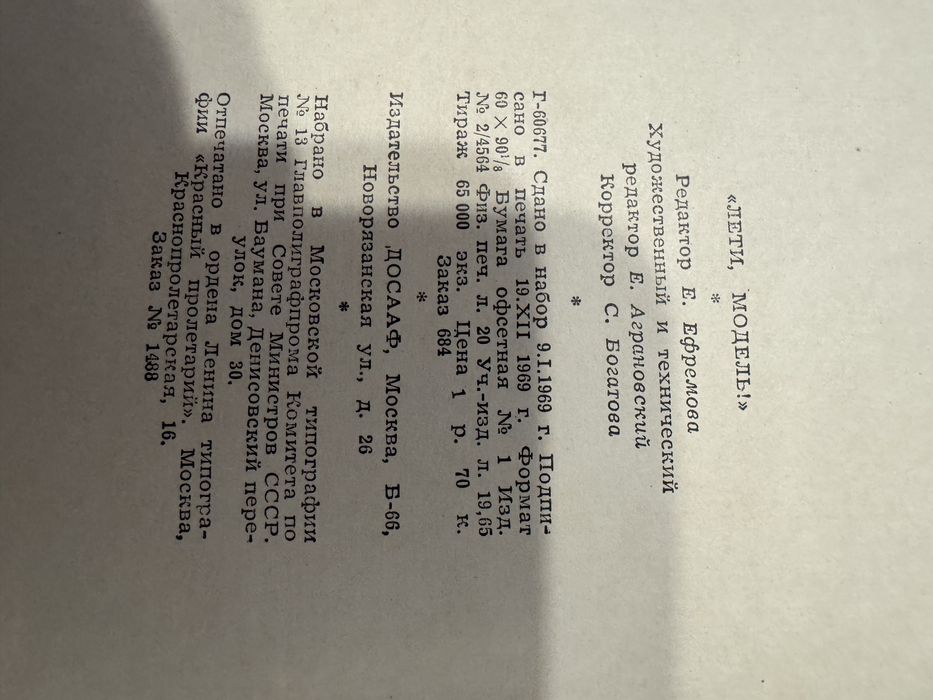 «ЛЕТИ, МОДЕЛЬ!»
*
Редактор Е. Ефремова
Художественный и технический
редактор Е. Аграновский
Корректор С. Богатова
*
Г-60677. Сдано в набор 9.I.1969 г. Подпи-
сано в печать 19.XII 1969 г. Формат
60 × 90¹/₈ Бумага офсетная № 1 Изд.
№ 2/4564 Физ. печ. л. 20 Уч.-изд. л. 19,65
Тираж 65 000 экз. Цена 1 р. 70 к.
Заказ 684
*
Издательство ДОСААФ, Москва, Б-66,
Новорязанская ул., д. 26
*
Набрано в Московской типографии
№ 13 Главполиграфпрома Комитета по
печати при Совете Министров СССР.
Москва, ул. Баумана, Денисовский пере-
улок, дом 30.
Отпечатано в ордена Ленина типогра-
фии «Красный пролетарий». Москва,
Краснопролетарская, 16.
Заказ № 1488